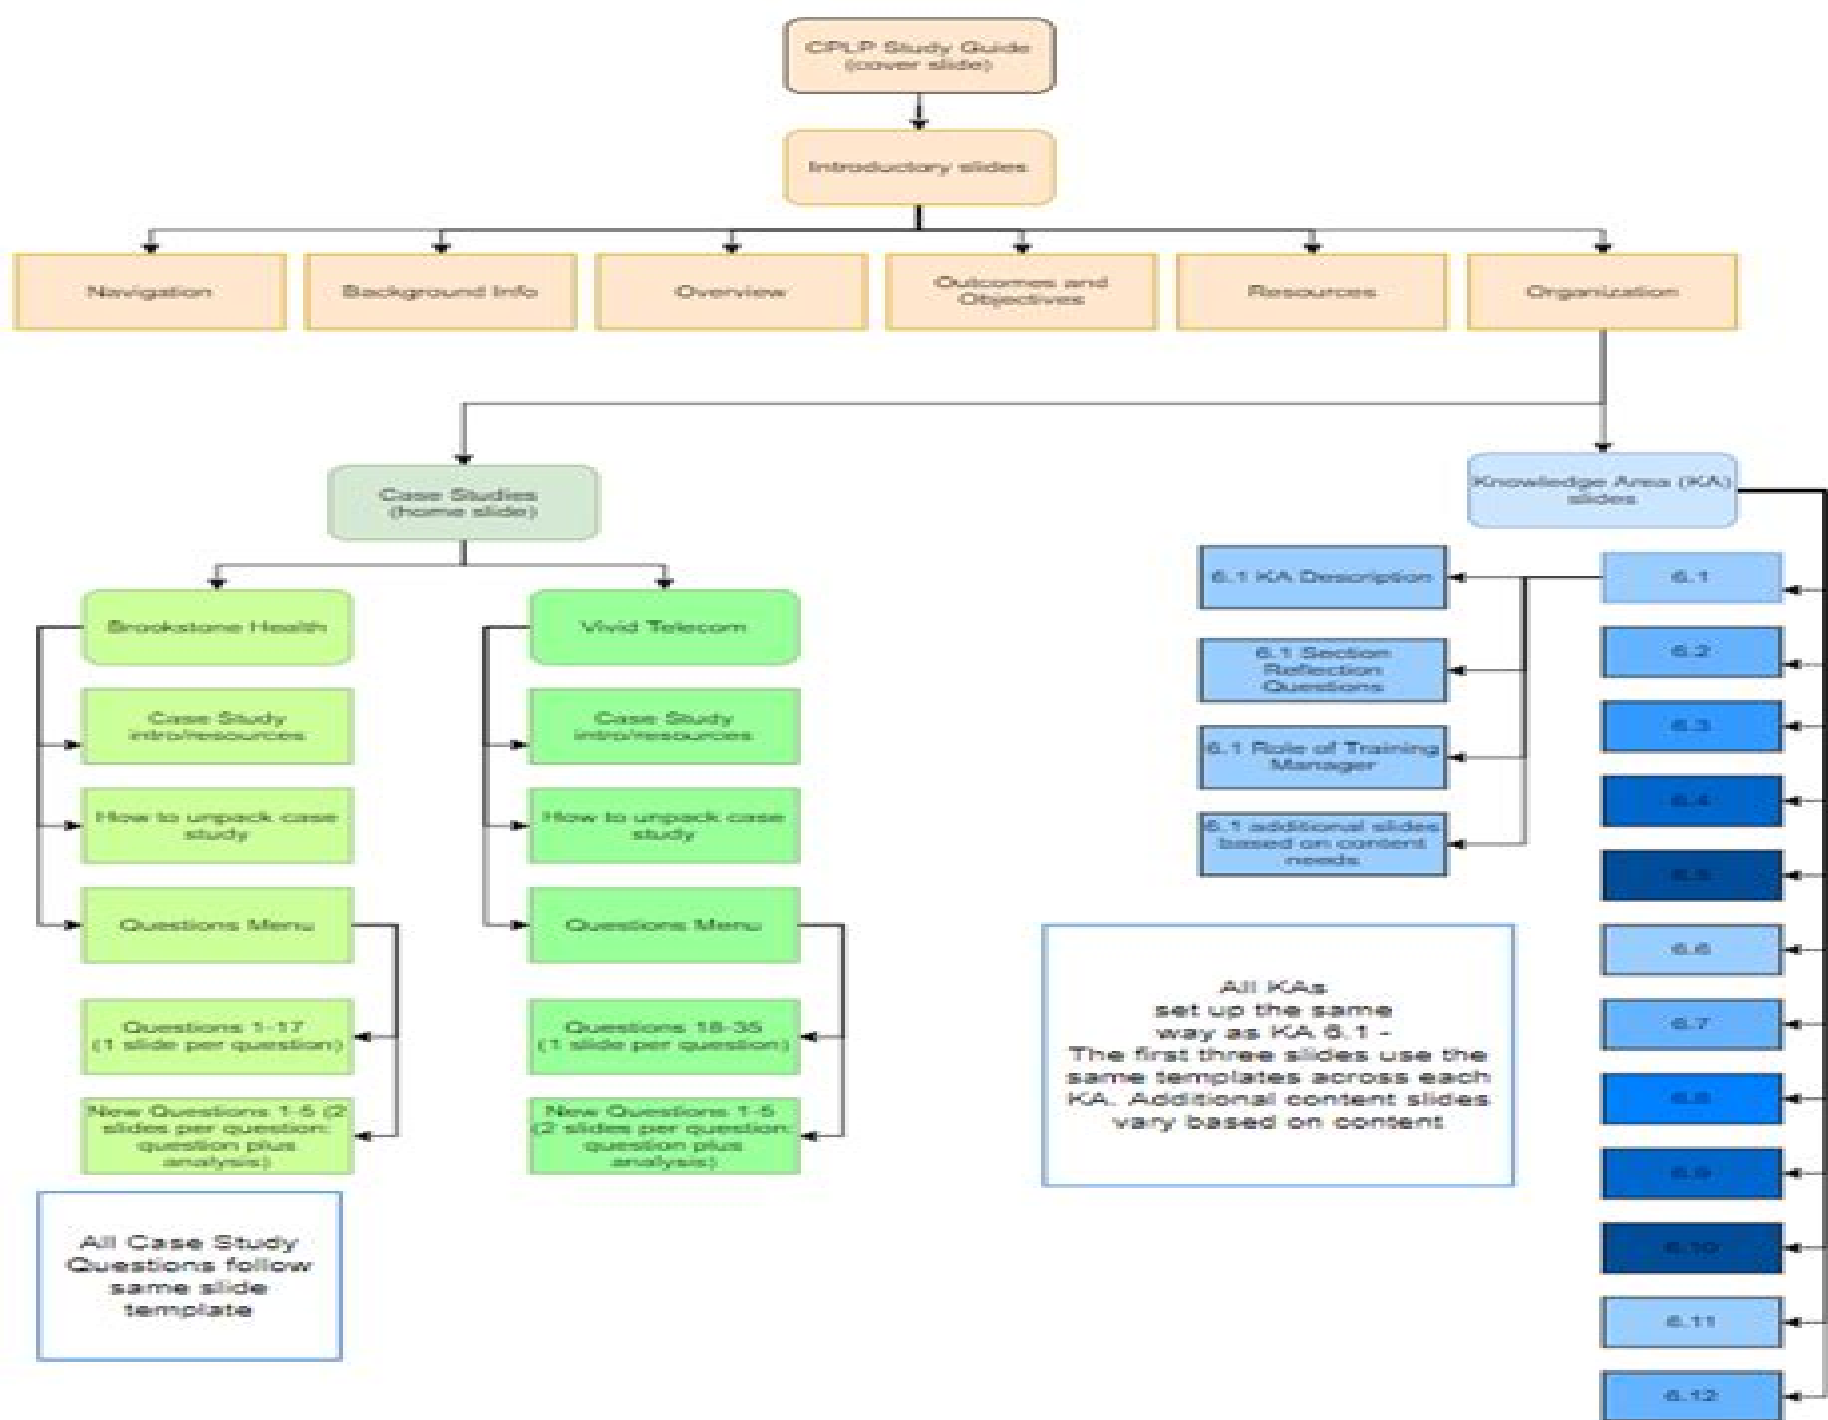 CPLP Study Guide
(cover slide)
Introductory slides
Navigation
Background Info
Overview
Outcomes and
Objectives
Resources
Organization
Case Studies
(home slide)
Knowledge Area (KA)
slides
Brookstone Health
Case Study
intro/resources
How to unpack case
study
Questions Menu
Questions 1-17
(1 slide per question)
New Questions 1-5 (2
slides per question:
question plus
analysis)
All Case Study
Questions follow
same slide
template
Vivid Telecom
Case Study
intro/resources
How to unpack case
study
Questions Menu
Questions 18-35
(1 slide per question)
New Questions 1-5
(2 slides per question:
question plus
analysis)
6.1 KA Description
6.1 Section
Reflection
Questions
6.1 Role of Training
Manager
6.1 additional slides
based on content
needs
All KAs
set up the same
way as KA 6.1 -
The first three slides use the
same templates across each
KA. Additional content slides
vary based on content
6.1
6.2
6.3
6.4
6.5
6.6
6.7
6.8
6.9
6.10
6.11
6.12